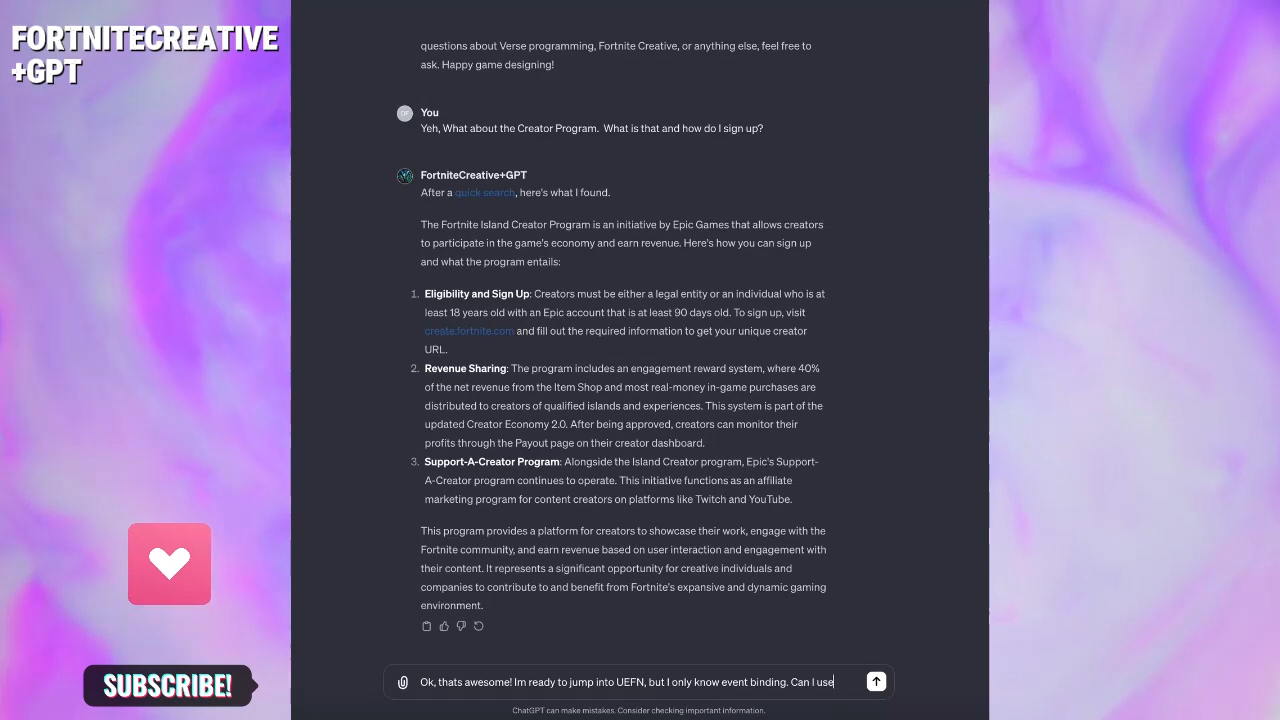 FORTNITECREATIVE
+GPT
questions about Verse programming, Fortnite Creative, or anything else, feel free to
ask. Happy game designing!
You
Yeh, What about the Creator Program.  What is that and how do I sign up?
FortniteCreative+GPT
After a quick search, here's what I found.
The Fortnite Island Creator Program is an initiative by Epic Games that allows creators
to participate in the game's economy and earn revenue. Here's how you can sign up
and what the program entails:
1. Eligibility and Sign Up: Creators must be either a legal entity or an individual who is at
least 18 years old with an Epic account that is at least 90 days old. To sign up, visit
create.fortnite.com and fill out the required information to get your unique creator
URL.
2. Revenue Sharing: The program includes an engagement reward system, where 40%
of the net revenue from the Item Shop and most real-money in-game purchases are
distributed to creators of qualified islands and experiences. This system is part of the
updated Creator Economy 2.0. After being approved, creators can monitor their
profits through the Payout page on their creator dashboard.
3. Support-A-Creator Program: Alongside the Island Creator program, Epic's Support-
A-Creator program continues to operate. This initiative functions as an affiliate
marketing program for content creators on platforms like Twitch and YouTube.
This program provides a platform for creators to showcase their work, engage with the
Fortnite community, and earn revenue based on user interaction and engagement with
their content. It represents a significant opportunity for creative individuals and
companies to contribute to and benefit from Fortnite's expansive and dynamic gaming
environment.
Ok, thats awesome! Im ready to jump into UEFN, but I only know event binding. Can I use
SUBSCRIBE!
ChatGPT can make mistakes. Consider checking important information.